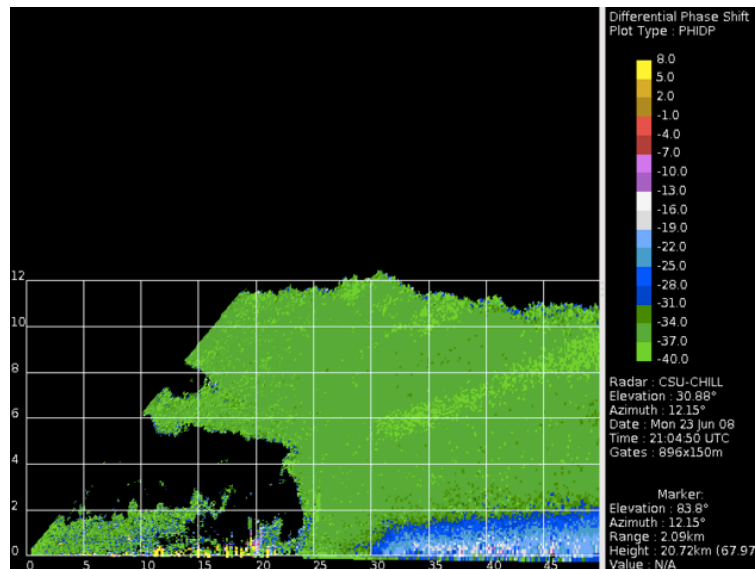 Differential Phase Shift
Plot Type : PHIDP
8.0
5.0
2.0
-1.0
-4.0
-7.0
-10.0
-13.0
-16.0
-19.0
-22.0
-25.0
-28.0
-31.0
-34.0
-37.0
-40.0
Radar : CSU-CHILL
Elevation : 30.88°
Azimuth : 12.15°
Date : Mon 23 Jun 08
Time : 21:04:50 UTC
Gates : 896x150m
Marker:
Elevation : 83.8°
Azimuth : 12.15°
Range : 2.09km
Height : 20.72km (67.97
Value : N/A
12
10
8
6
4
2
0
0 5 10 15 20 25 30 35 40 45